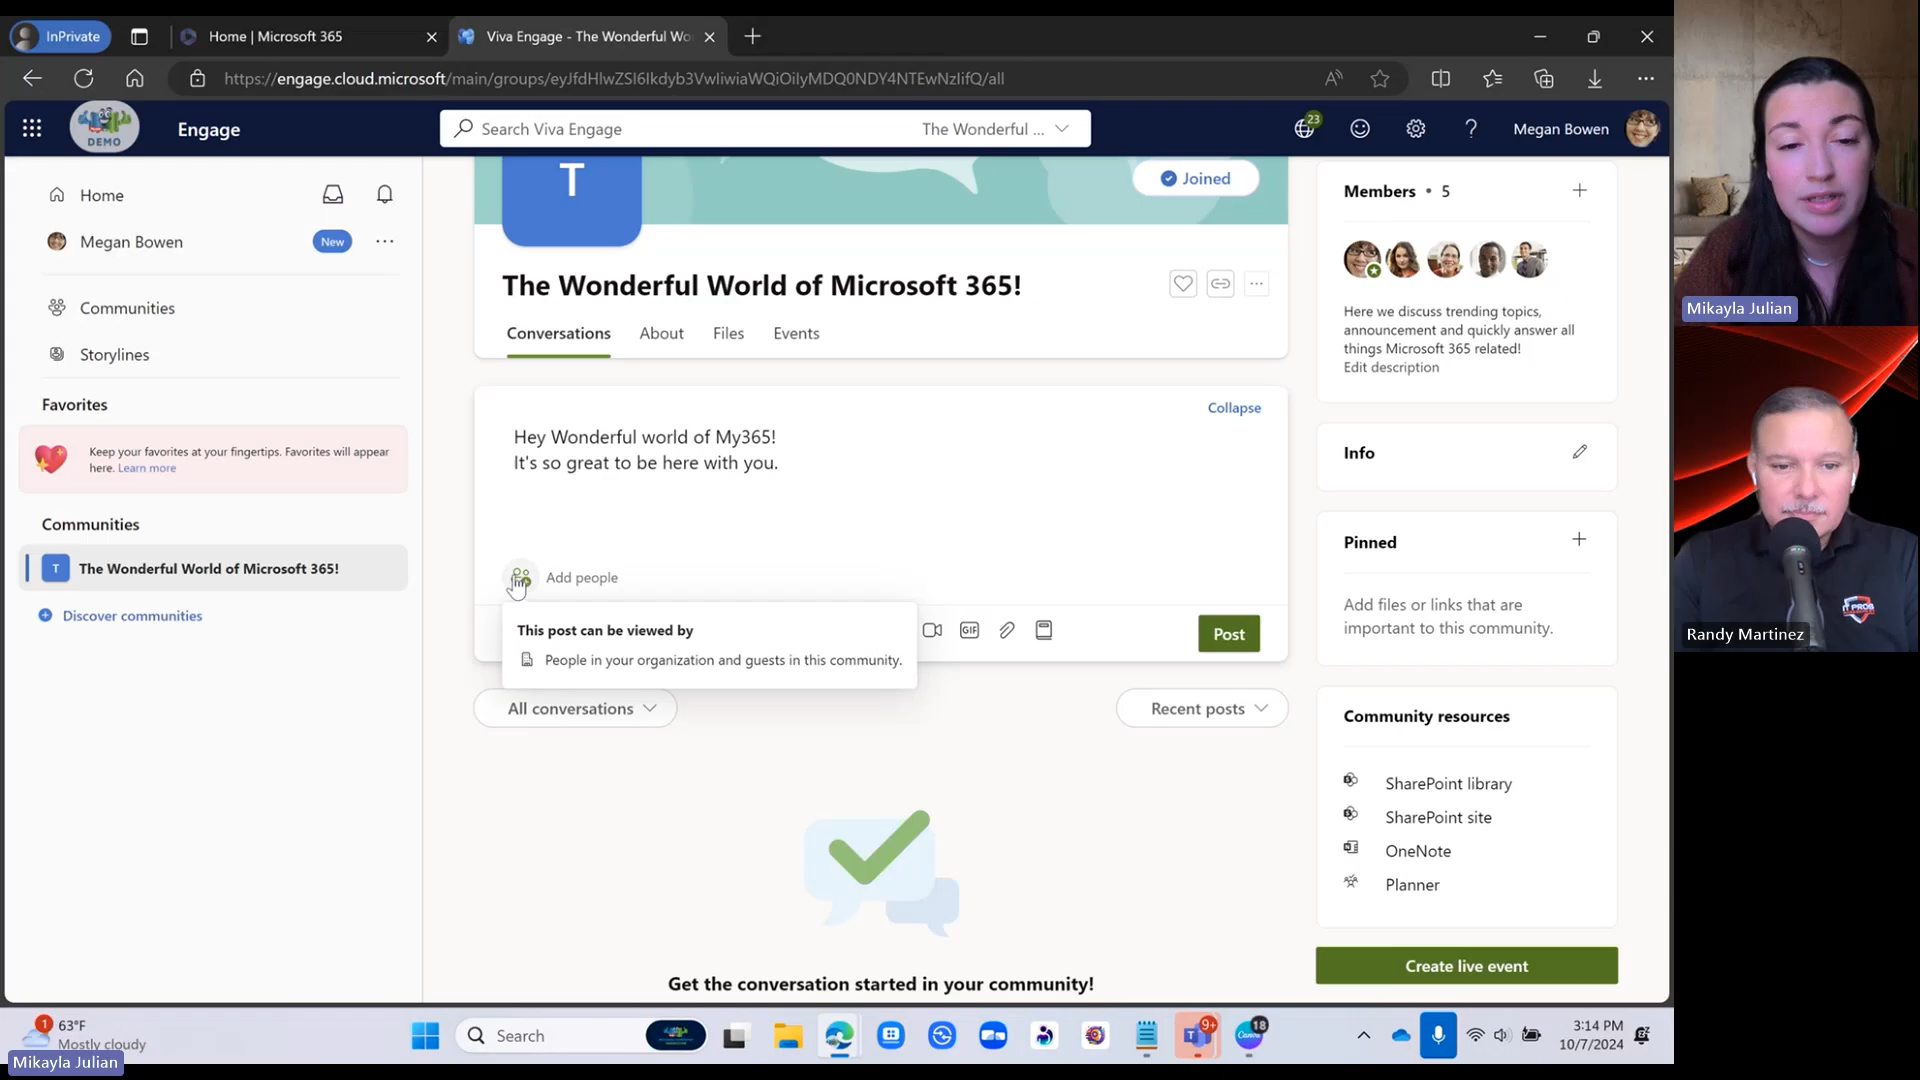 InPrivate
Home | Microsoft 365
Viva Engage - The Wonderful Wo
https://engage.cloud.microsoft/main/groups/eyJfdHlwZSI6Ikdyb3VwIiwiaWQiOiIyMDQ0NDY4NTEwNzIifQ/all
DEMO
Engage
Search Viva Engage
The Wonderful ...
23
Megan Bowen
Home
Megan Bowen
New
Communities
Storylines
Favorites
Keep your favorites at your fingertips. Favorites will appear
here. Learn more
Communities
T
The Wonderful World of Microsoft 365!
Discover communities
T
Joined
The Wonderful World of Microsoft 365!
Conversations
About
Files
Events
Collapse
Hey Wonderful world of My365!
It's so great to be here with you.
Add people
This post can be viewed by
People in your organization and guests in this community.
GIF
Post
All conversations
Recent posts
Get the conversation started in your community!
Members • 5
Here we discuss trending topics,
announcement and quickly answer all
things Microsoft 365 related!
Edit description
Info
Pinned
Add files or links that are
important to this community.
Community resources
SharePoint library
SharePoint site
OneNote
Planner
Create live event
Mikayla Julian
IT PROS
Randy Martinez
1
63°F
Mostly cloudy
Mikayla Julian
Search
9+
Canva
18
3:14 PM
10/7/2024